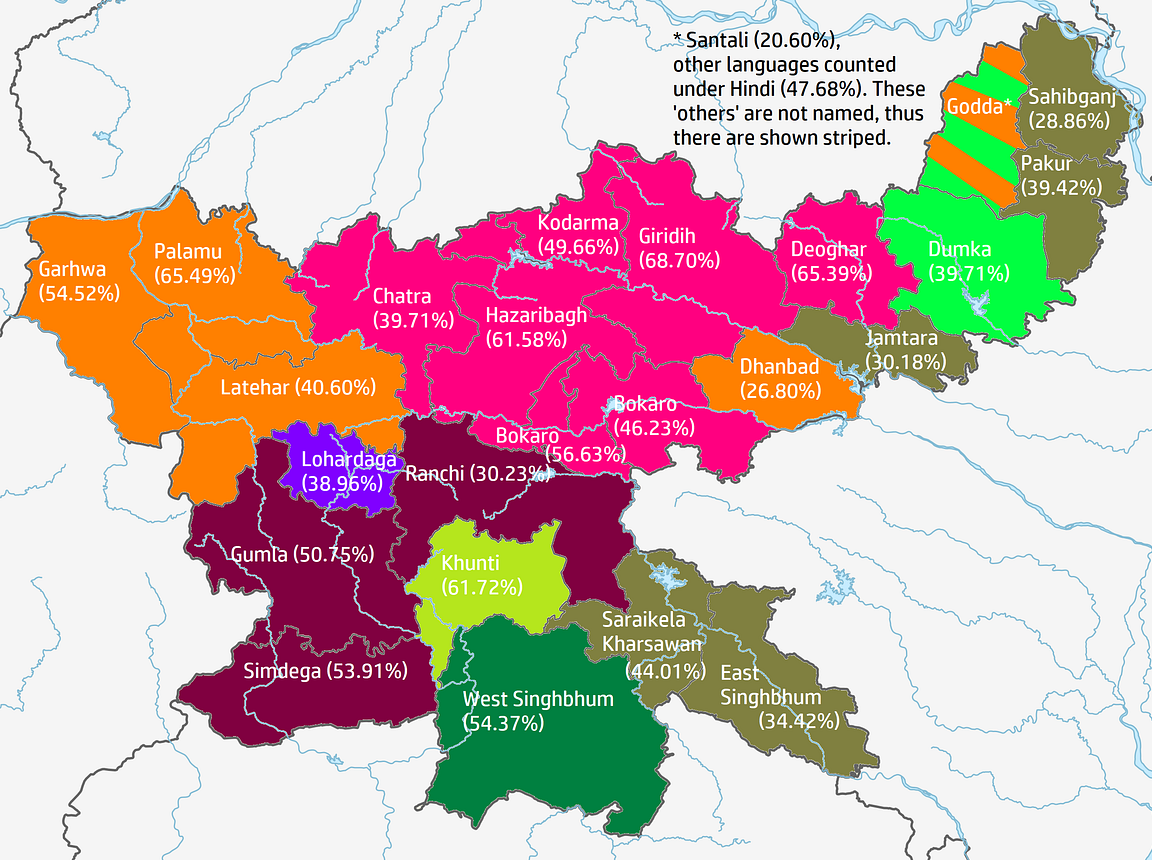 * Santali (20.60%),
other languages counted
under Hindi (47.68%). These
'others' are not named, thus
there are shown striped.
Godda*
Sahibganj
(28.86%)
Pakur
(39.42%)
Garhwa
(54.52%)
Palamu
(65.49%)
Kodarma
(49.66%)
Giridih
(68.70%)
Deoghar
(65.39%)
Dumka
(39.71%)
Chatra
(39.71%)
Hazaribagh
(61.58%)
Jamtara
(30.18%)
Latehar (40.60%)
Dhanbad
(26.80%)
Bokaro
(46.23%)
Bokaro
(56.63%)
Lohardaga
(38.96%)
Ranchi (30.23%)
Gumla (50.75%)
Khunti
(61.72%)
Saraikela
Kharsawan
(44.01%)
Simdega (53.91%)
East
Singhbhum
(34.42%)
West Singhbhum
(54.37%)